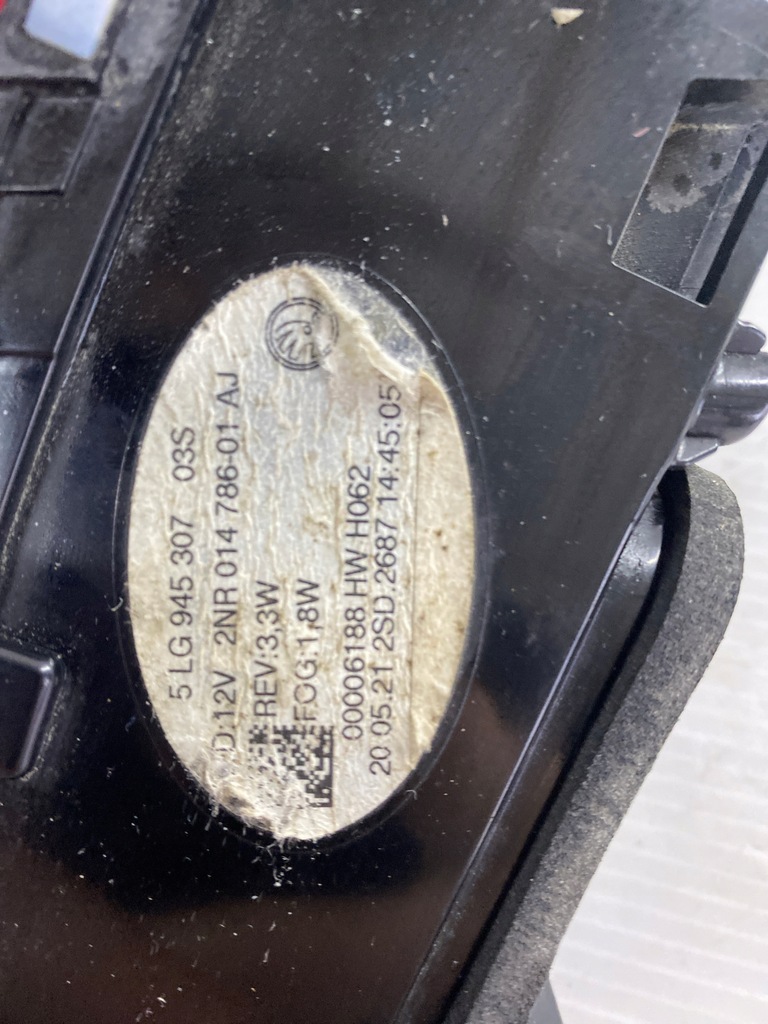 5 LG 945 307 03S
D:12V 2NR 014 786-01 AJ
REV:3,3W
FOG:1,8W
00006188 HW H062
20 05.21 2SD.2687 14:45:05